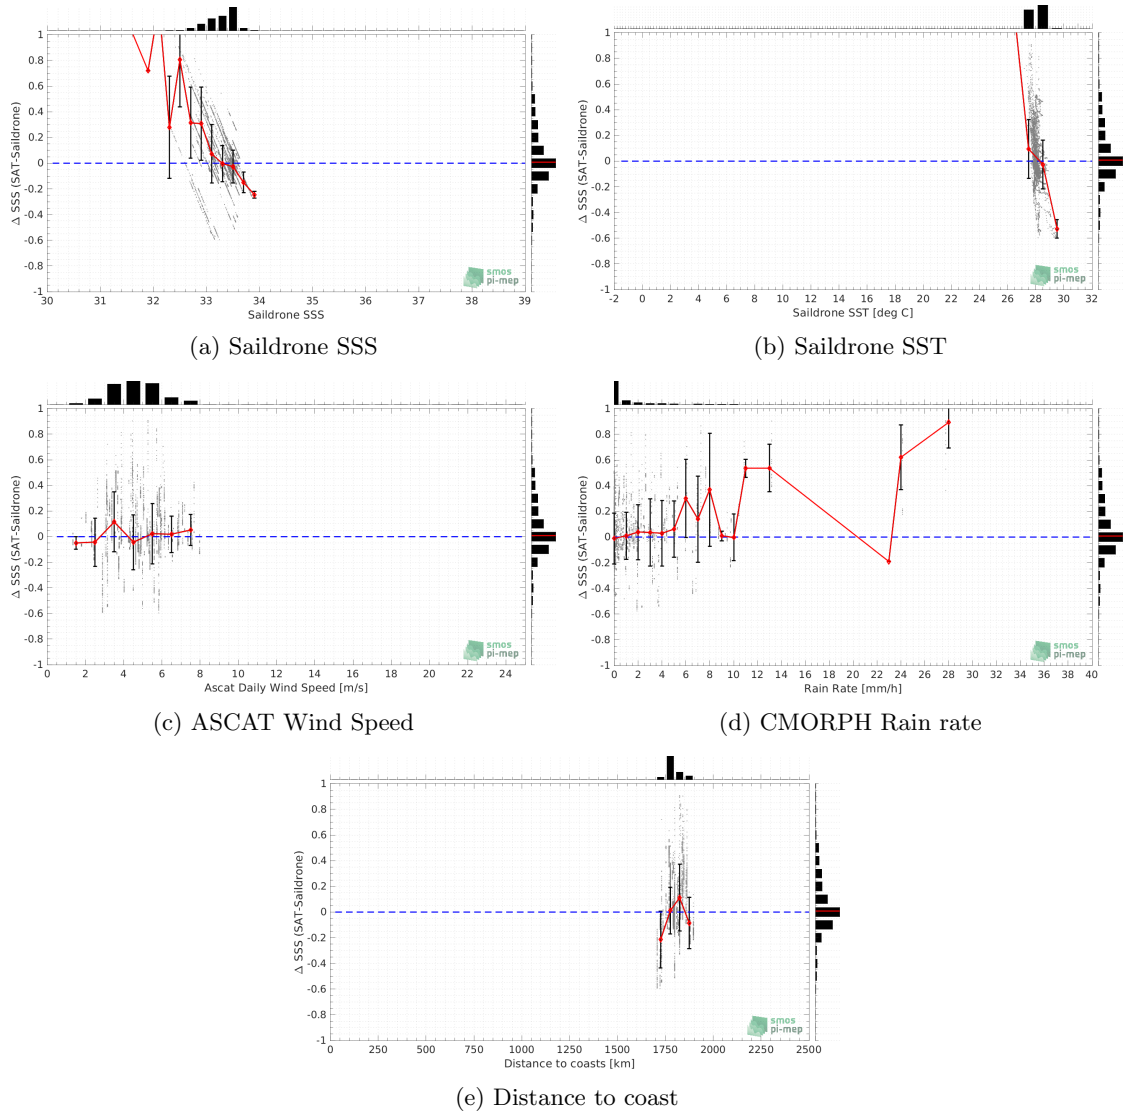 1
0.8
0.6
0.4
0.2
0
-0.2
-0.4
-0.6
-0.8
-1
Δ SSS (SAT-Saildrone)
30 31 32 33 34 35 36 37 38 39
Saildrone SSS
smos
pi-mep
(a) Saildrone SSS
1
0.8
0.6
0.4
0.2
0
-0.2
-0.4
-0.6
-0.8
-1
Δ SSS (SAT-Saildrone)
-2 0 2 4 6 8 10 12 14 16 18 20 22 24 26 28 30 32
Saildrone SST [deg C]
smos
pi-mep
(b) Saildrone SST
1
0.8
0.6
0.4
0.2
0
-0.2
-0.4
-0.6
-0.8
-1
Δ SSS (SAT-Saildrone)
0 2 4 6 8 10 12 14 16 18 20 22 24
Ascat Daily Wind Speed [m/s]
smos
pi-mep
(c) ASCAT Wind Speed
1
0.8
0.6
0.4
0.2
0
-0.2
-0.4
-0.6
-0.8
-1
Δ SSS (SAT-Saildrone)
0 2 4 6 8 10 12 14 16 18 20 22 24 26 28 30 32 34 36 38 40
Rain Rate [mm/h]
smos
pi-mep
(d) CMORPH Rain rate
1
0.8
0.6
0.4
0.2
0
-0.2
-0.4
-0.6
-0.8
-1
Δ SSS (SAT-Saildrone)
0 250 500 750 1000 1250 1500 1750 2000 2250 2500
Distance to coasts [km]
smos
pi-mep
(e) Distance to coast